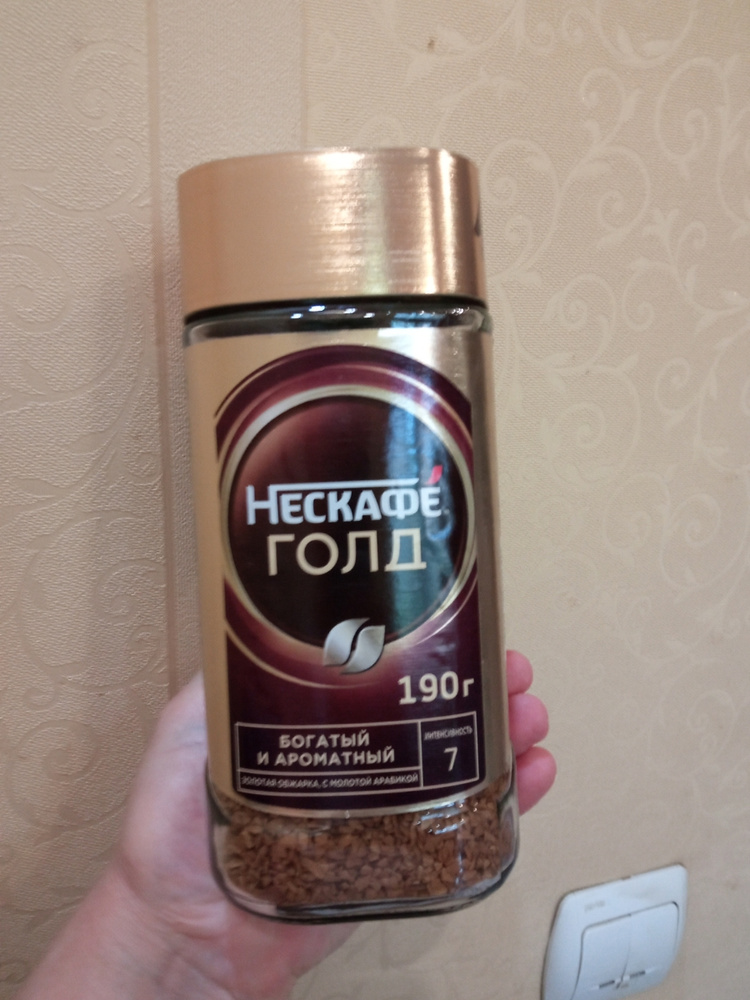 НЕСКАФЕ
ГОЛД
190г
БОГАТЫЙ
И АРОМАТНЫЙ
ИНТЕНСИВНОСТЬ
7
ЗОЛОТАЯ ОБЖАРКА, С МОЛОТОЙ АРАБИКОЙ